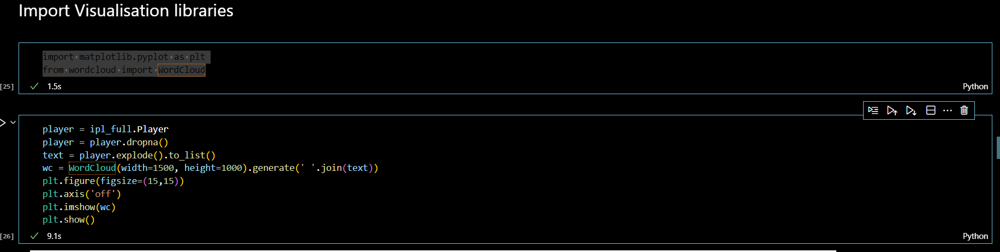 Import Visualisation libraries
import matplotlib.pyplot as plt
from wordcloud import WordCloud
[25]
1.5s
Python
player = ipl_full.Player
player = player.dropna()
text = player.explode().to_list()
wc = WordCloud(width=1500, height=1000).generate(' '.join(text))
plt.figure(figsize=(15,15))
plt.axis('off')
plt.imshow(wc)
plt.show()
[26]
9.1s
Python